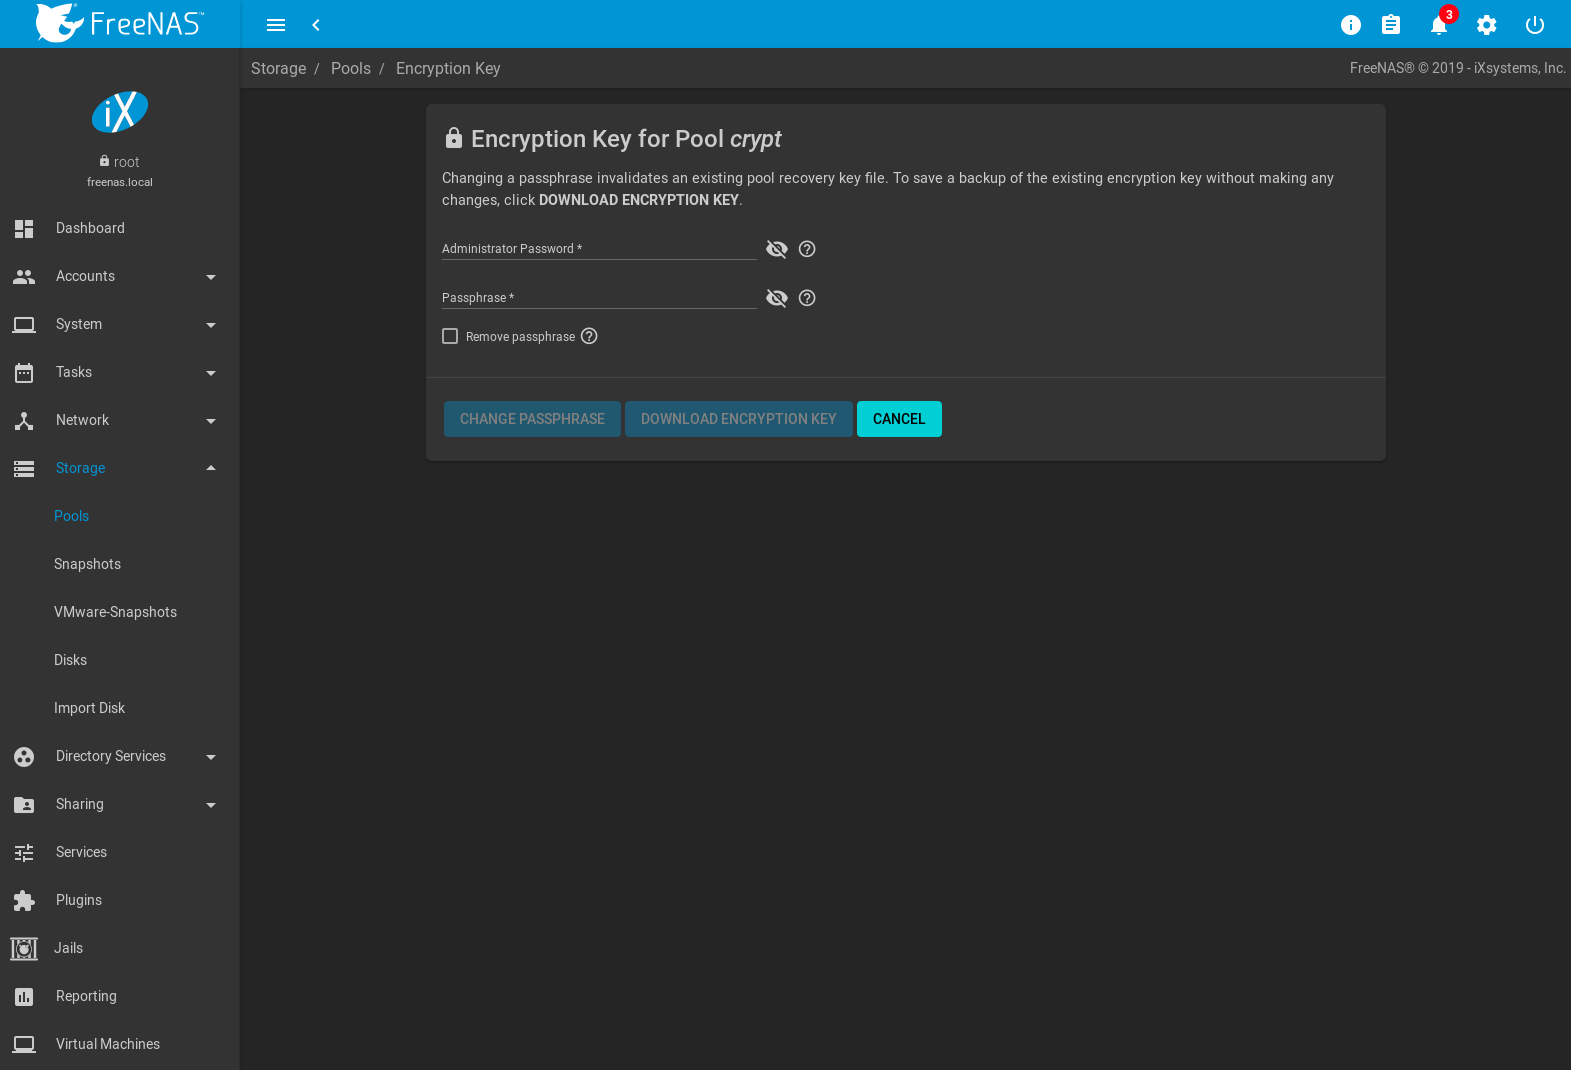 FreeNAS™
3
Storage / Pools / Encryption Key
FreeNAS® © 2019 - iXsystems, Inc.
iX
root
freenas.local
Dashboard
Accounts
System
Tasks
Network
Storage
Pools
Snapshots
VMware-Snapshots
Disks
Import Disk
Directory Services
Sharing
Services
Plugins
Jails
Reporting
Virtual Machines
Encryption Key for Pool crypt
Changing a passphrase invalidates an existing pool recovery key file. To save a backup of the existing encryption key without making any
changes, click DOWNLOAD ENCRYPTION KEY.
Administrator Password *
Passphrase *
Remove passphrase
CHANGE PASSPHRASE DOWNLOAD ENCRYPTION KEY CANCEL